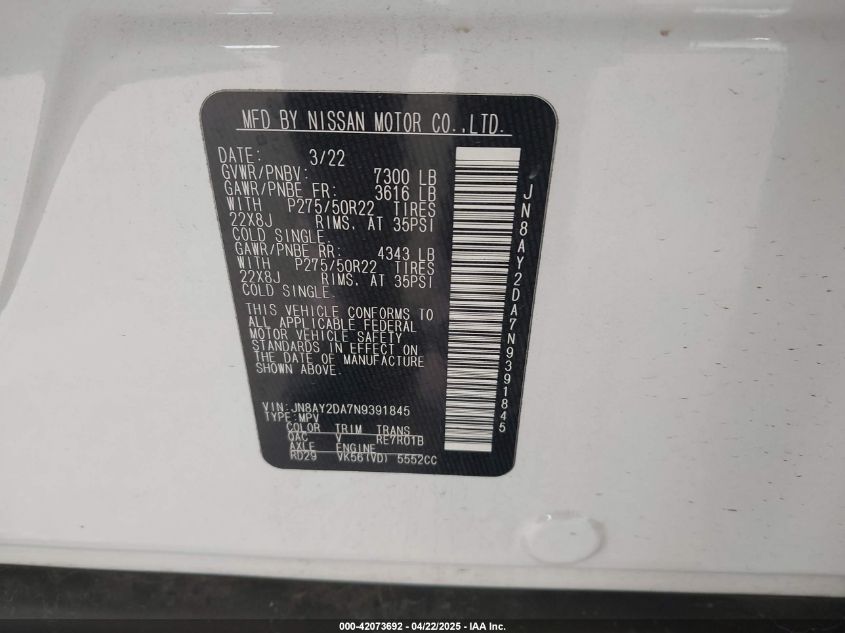 MFD BY NISSAN MOTOR CO.,LTD.
DATE: 3/22
GVWR/PNBV: 7300 LB
GAWR/PNBE FR: 3616 LB
WITH P275/50R22 TIRES
22X8J RIMS, AT 35PSI
COLD SINGLE.
GAWR/PNBE RR: 4343 LB
WITH P275/50R22 TIRES
22X8J RIMS, AT 35PSI
COLD SINGLE.
THIS VEHICLE CONFORMS TO
ALL APPLICABLE FEDERAL
MOTOR VEHICLE SAFETY
STANDARDS IN EFFECT ON
THE DATE OF MANUFACTURE
SHOWN ABOVE.
VIN:JN8AY2DA7N9391845
TYPE:MPV
COLOR TRIM TRANS
QAC V RE7R01B
AXLE ENGINE
RD29 VK56(VD) 5552CC
JN8AY2DA7N9391845
000-42073692 - 04/22/2025 - IAA Inc.